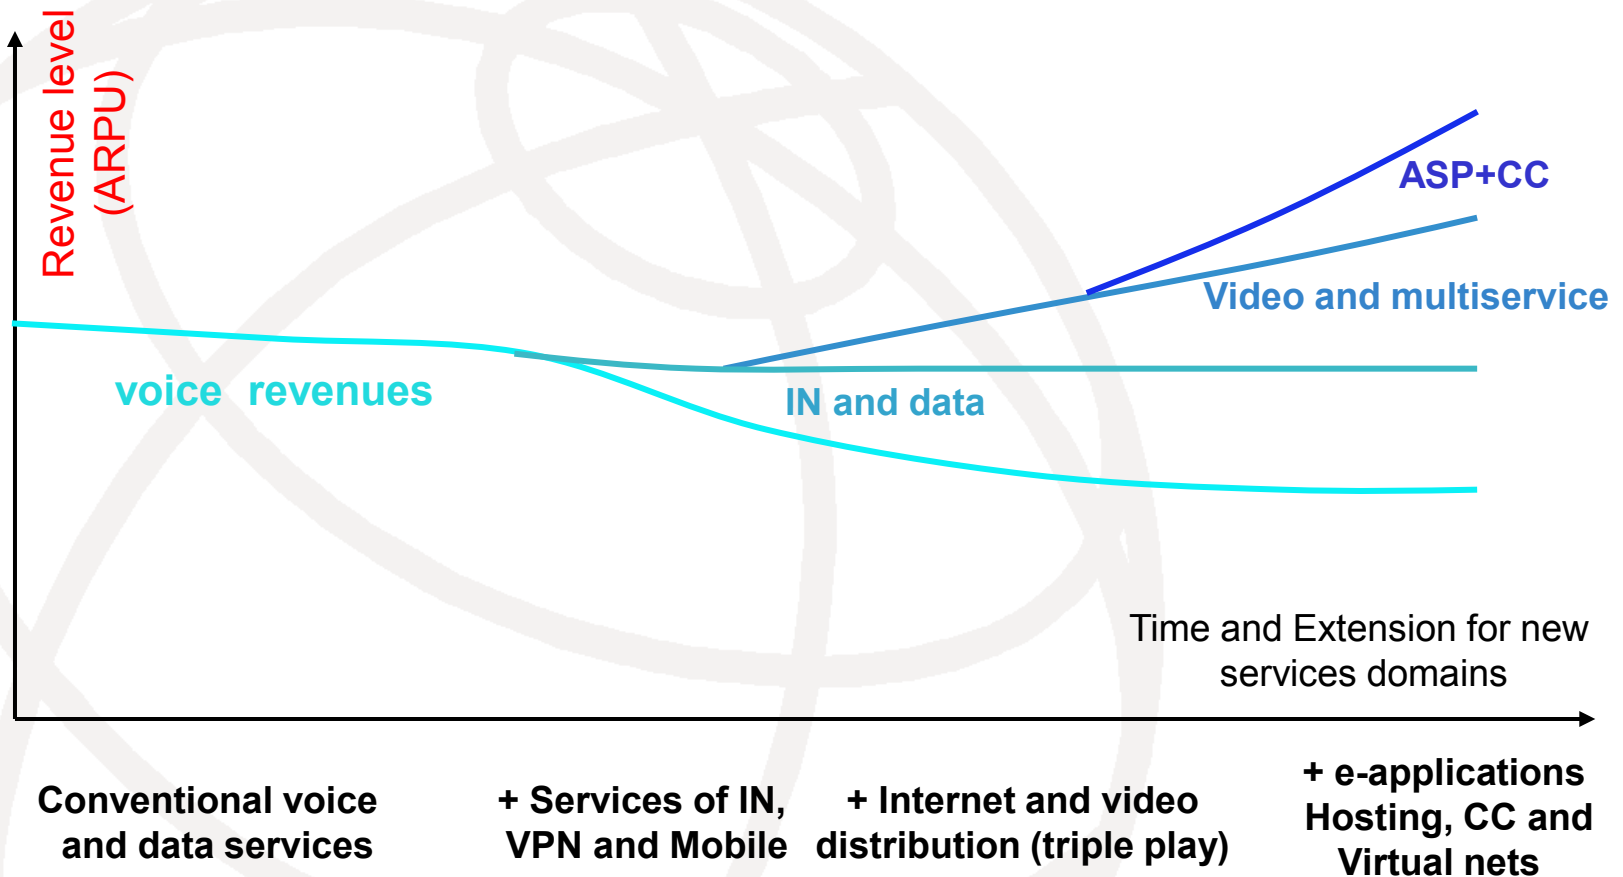 Revenue level
(ARPU)
ASP+CC
Video and multiservice
voice revenues
IN and data
Time and Extension for new
services domains
Conventional voice
and data services
+ Services of IN,
VPN and Mobile
+ Internet and video
distribution (triple play)
+ e-applications
Hosting, CC and
Virtual nets